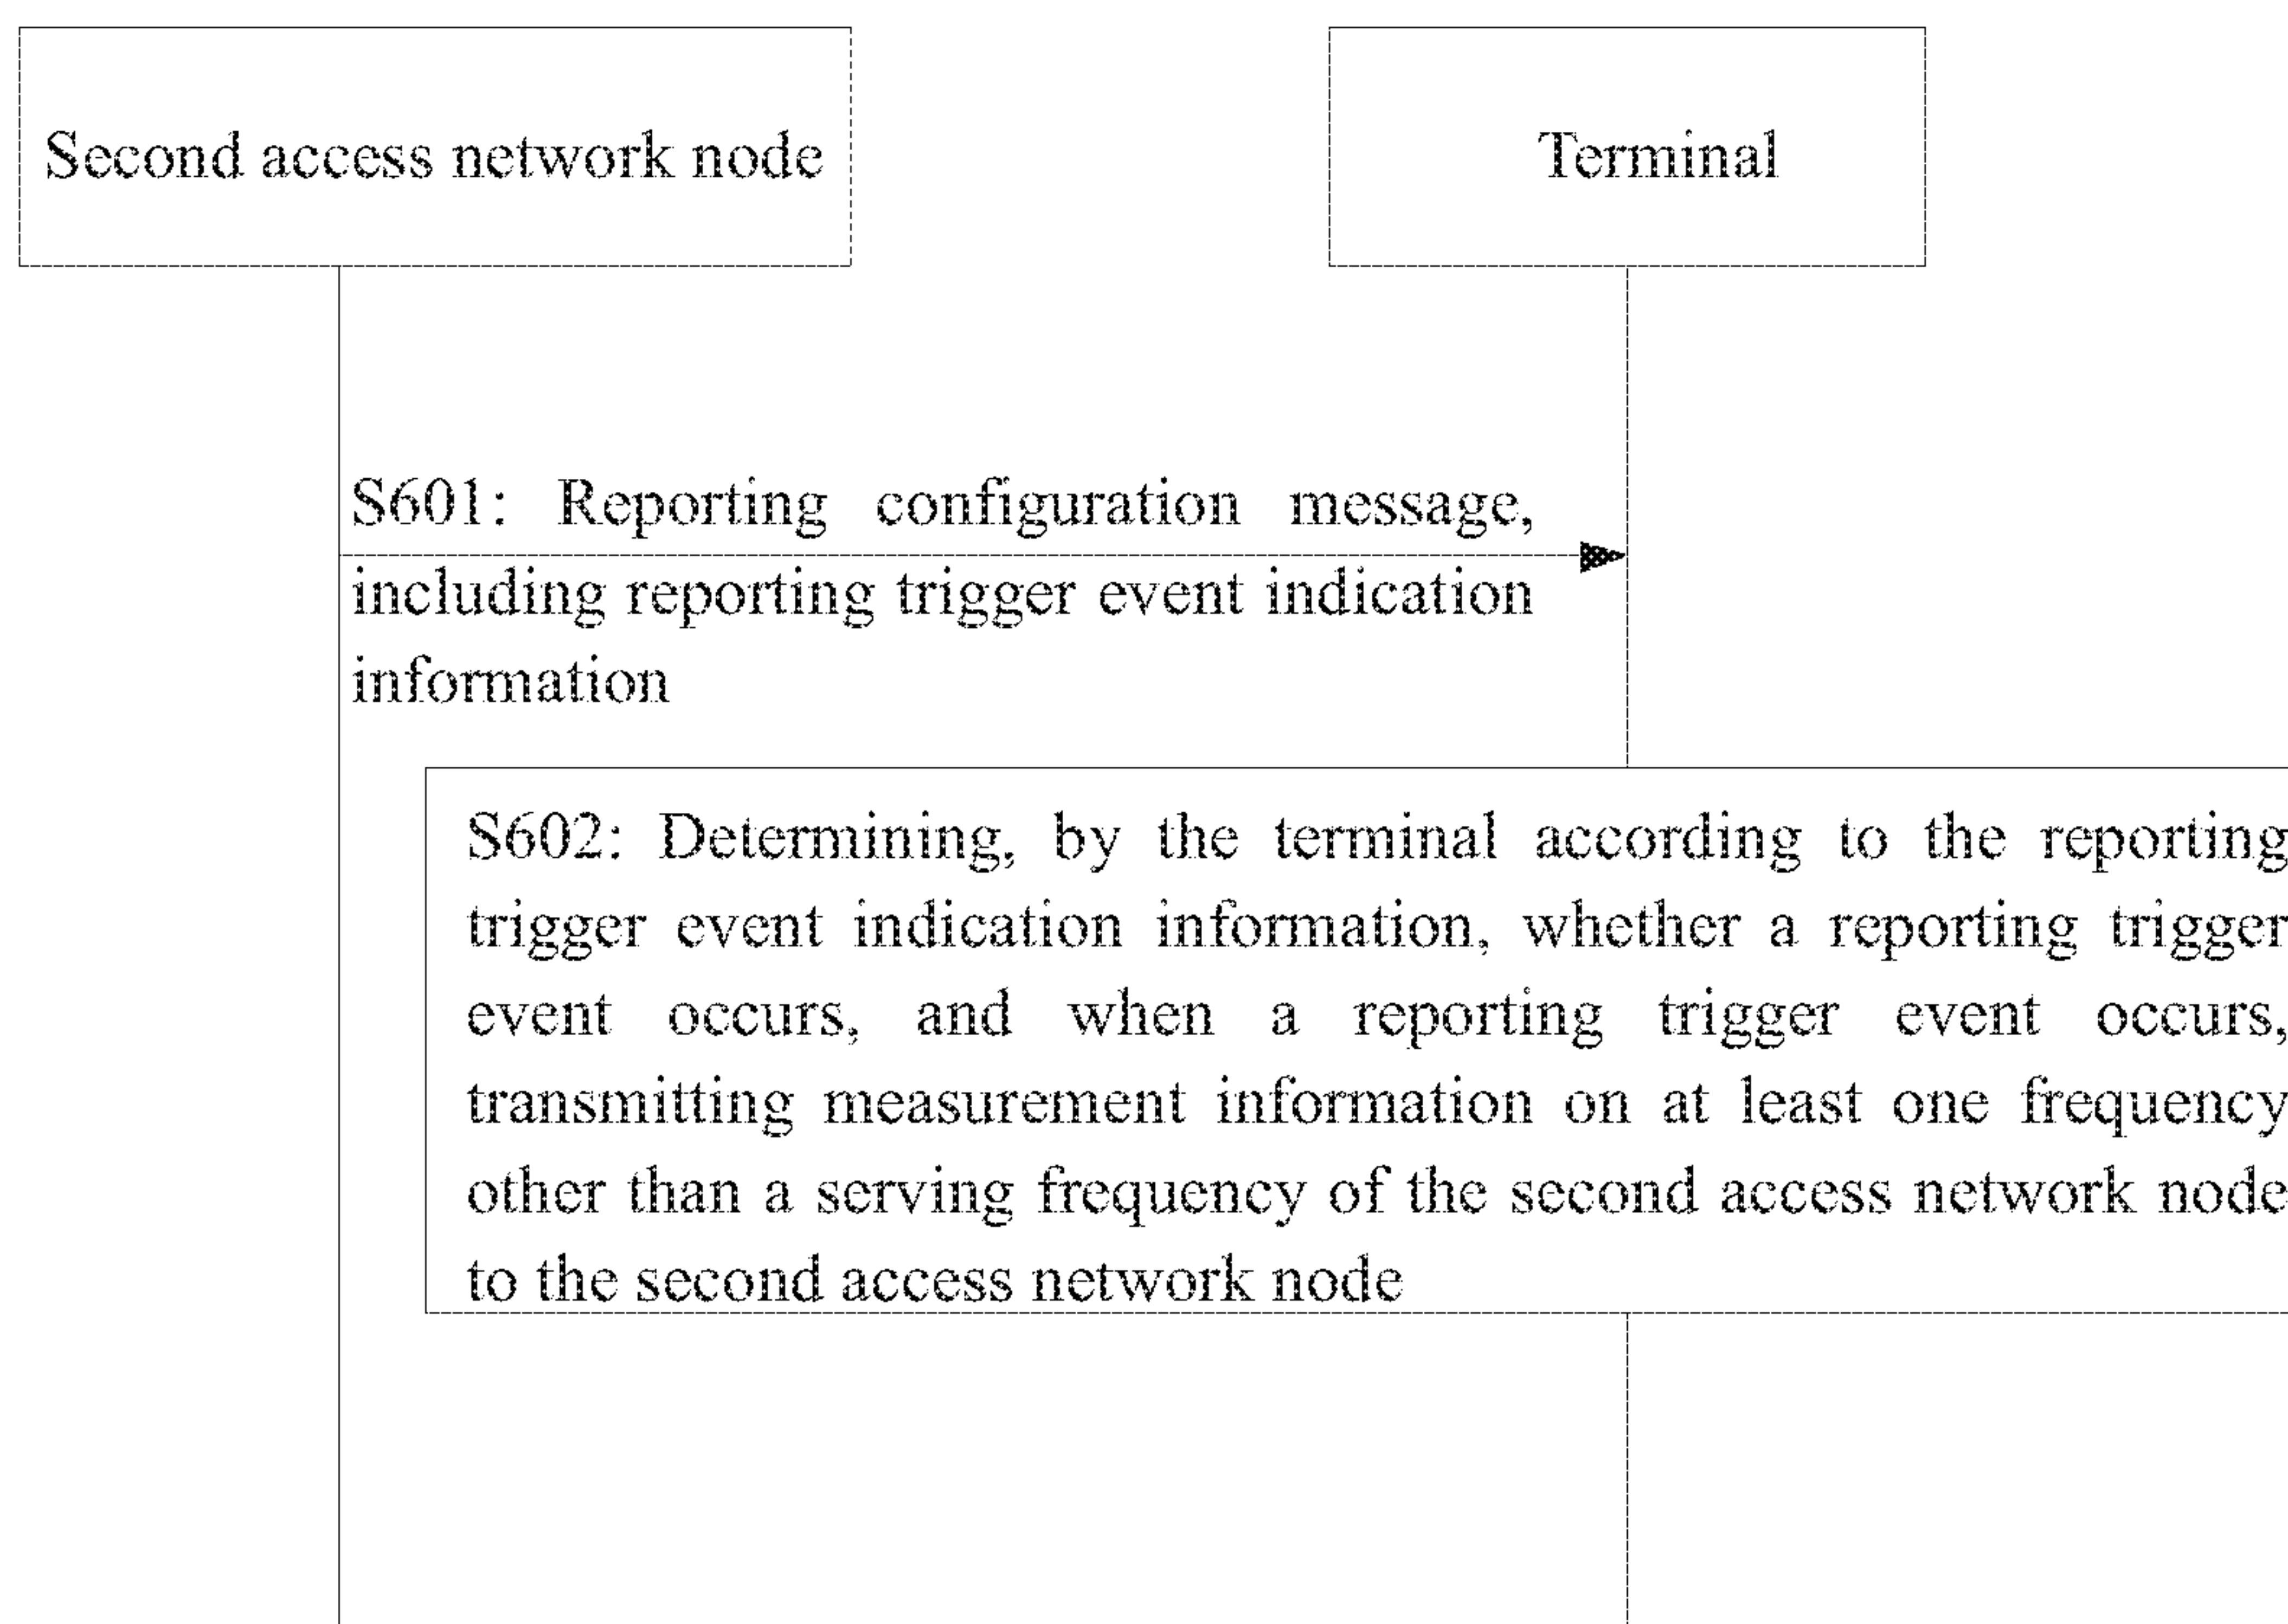 Second access network node
Terminal
S601: Reporting configuration message,
including reporting trigger event indication
information
S602: Determining, by the terminal according to the reporting
trigger event indication information, whether a reporting trigger
event occurs, and when a reporting trigger event occurs,
transmitting measurement information on at least one frequency
other than a serving frequency of the second access network node
to the second access network node